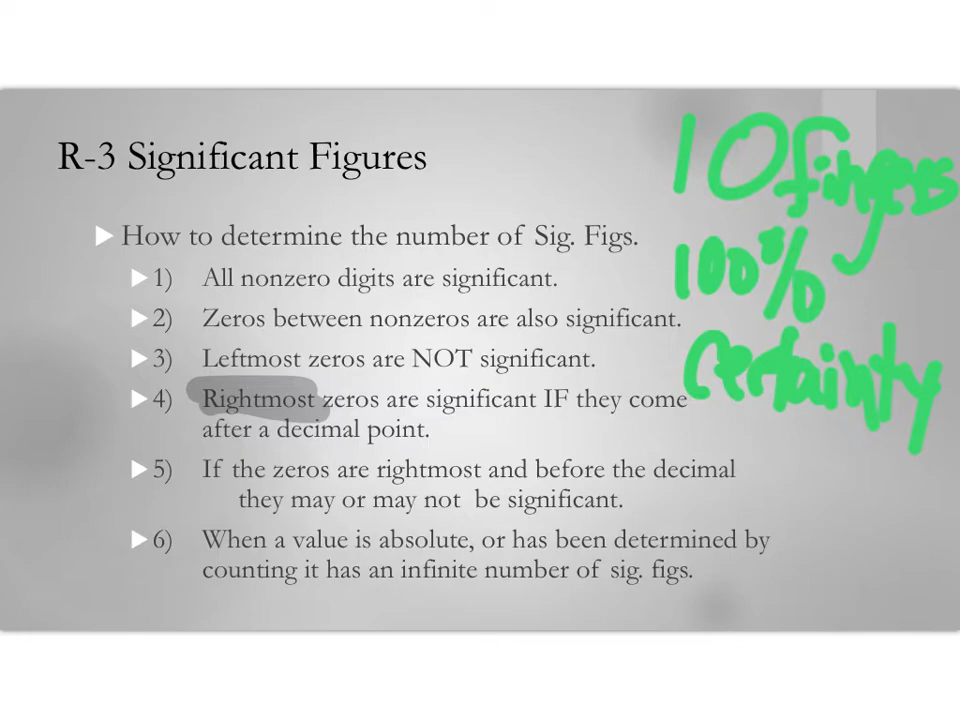 R-3 Significant Figures
How to determine the number of Sig. Figs.
1) All nonzero digits are significant.
2) Zeros between nonzeros are also significant.
3) Leftmost zeros are NOT significant.
4) Rightmost zeros are significant IF they come
after a decimal point.
5) If the zeros are rightmost and before the decimal
they may or may not be significant.
6) When a value is absolute, or has been determined by
counting it has an infinite number of sig. figs.
10 fingers
100%
certainty